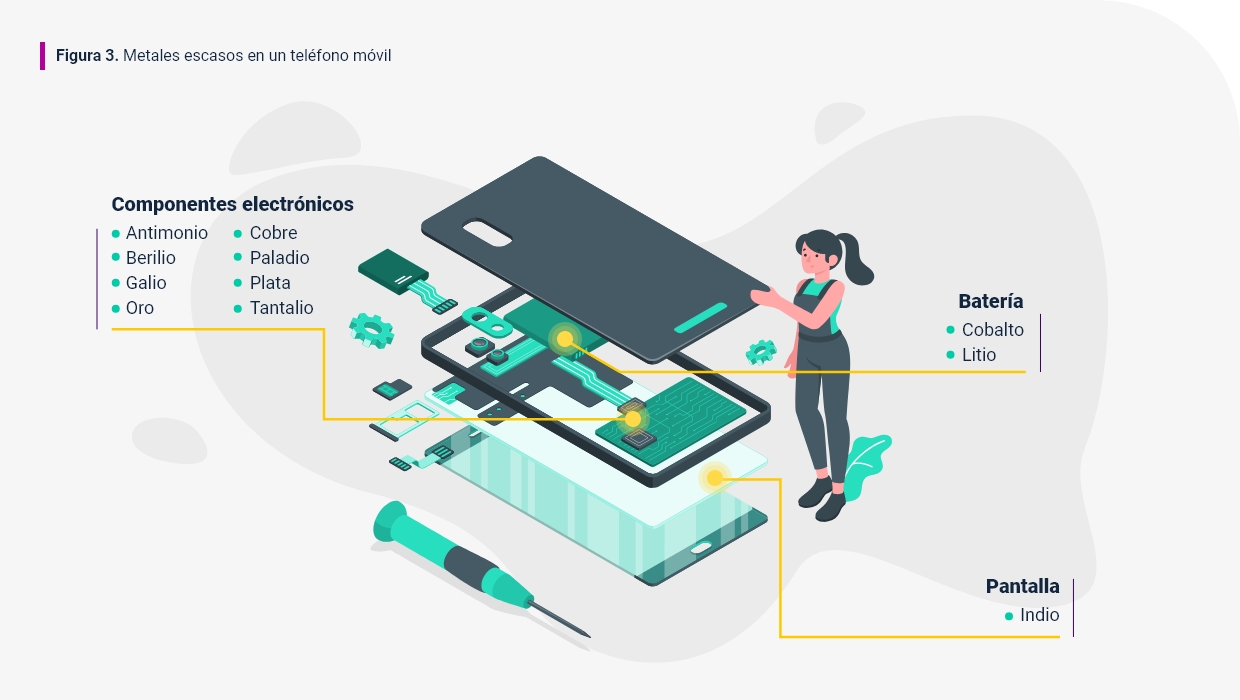 Figura 3. Metales escasos en un teléfono móvil
Componentes electrónicos
Antimonio
Berilio
Galio
Oro
Cobre
Paladio
Plata
Tantalio
Batería
Cobalto
Litio
Pantalla
Indio